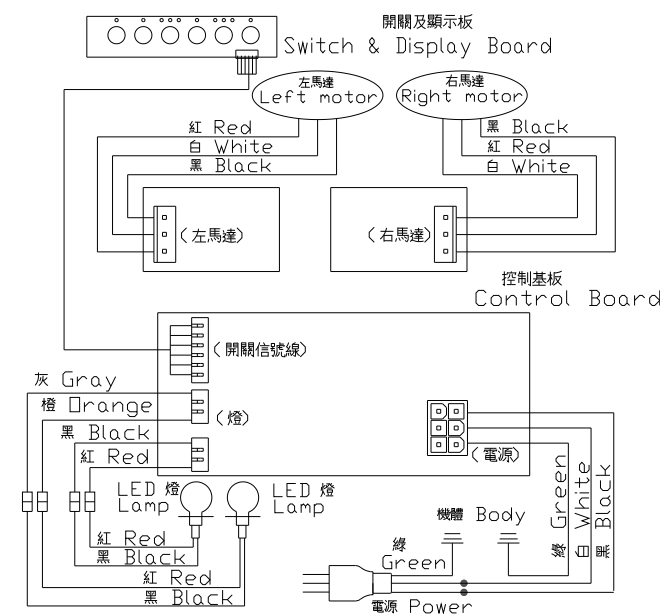 開關及顯示板
Switch & Display Board
左馬達
Left motor
右馬達
Right motor
紅 Red
白 White
黑 Black
黑 Black
紅 Red
白 White
(左馬達)
(右馬達)
控制基板
Control Board
(開關信號線)
灰 Gray
橙 Orange
(燈)
黑 Black
紅 Red
(電源)
LED 燈
Lamp
LED 燈
Lamp
綠 Green
白 White
黑 Black
機體 Body
紅 Red
黑 Black
綠
Green
紅 Red
黑 Black
電源 Power